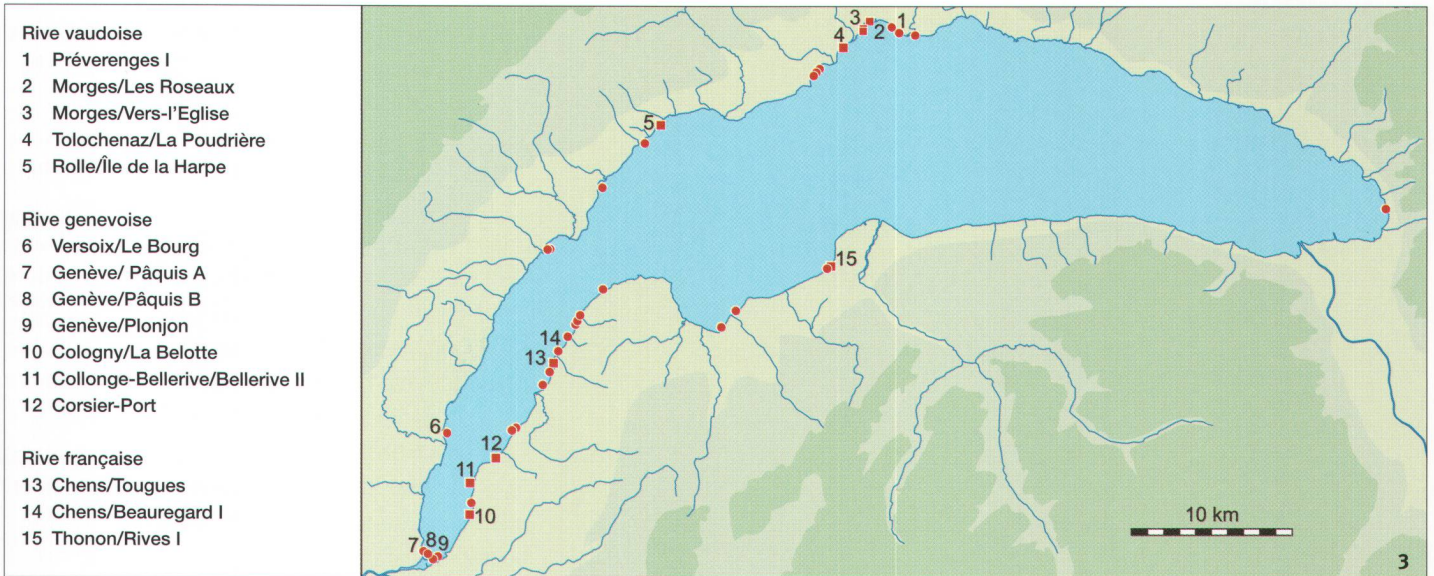 Rive vaudoise
1 Préverenges I
2 Morges/Les Roseaux
3 Morges/Vers-l'Eglise
4 Tolochenaz/La Poudrière
5 Rolle/Île de la Harpe
Rive genevoise
6 Versoix/Le Bourg
7 Genève/ Pâquis A
8 Genève/Pâquis B
9 Genève/Plonjon
10 Cologny/La Belotte
11 Collonge-Bellerive/Bellerive II
12 Corsier-Port
Rive française
13 Chens/Tougues
14 Chens/Beauregard I
15 Thonon/Rives I
3
1
2
4
5
15
14
13
6
12
11
10
7
8
9
10 km
3